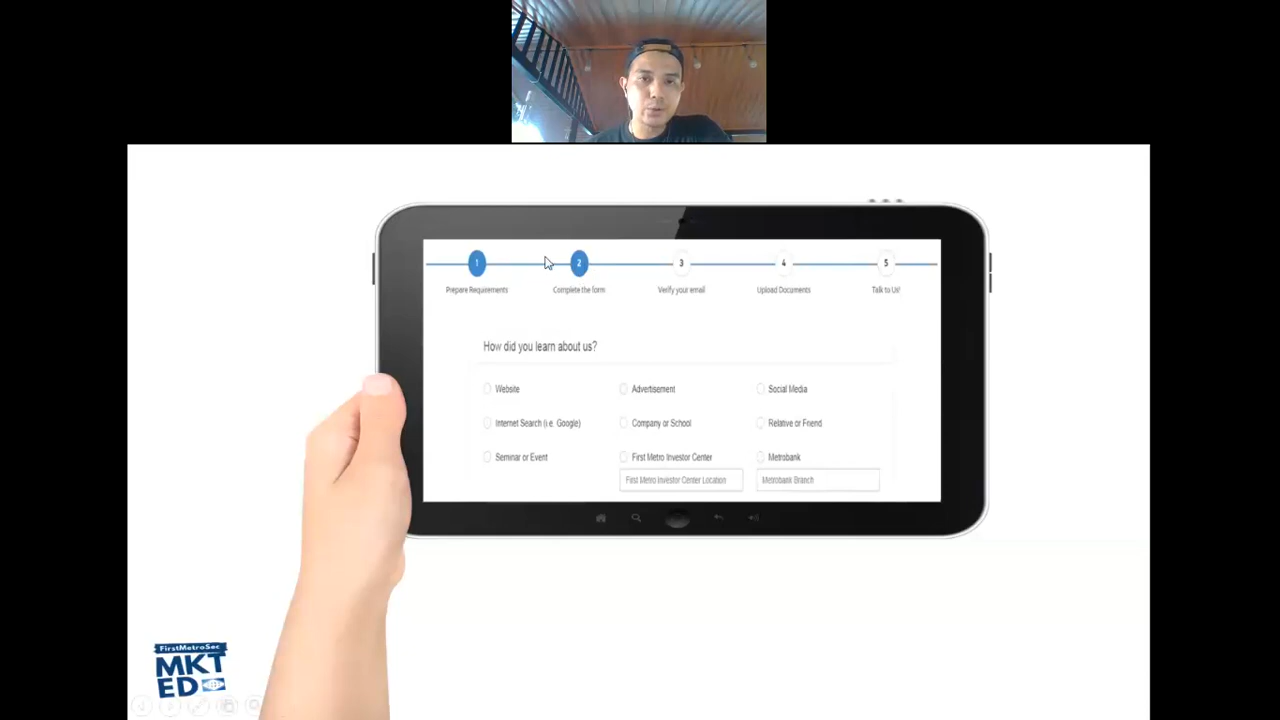 1 2 3 4 5
Prepare Requirements Complete the form Verify your email Upload Documents Talk to Us!
How did you learn about us?
Website Advertisement Social Media
Internet Search (i.e. Google) Company or School Relative or Friend
Seminar or Event First Metro Investor Center Metrobank
First Metro Investor Center Location Metrobank Branch
FirstMetroSec
MKT
ED